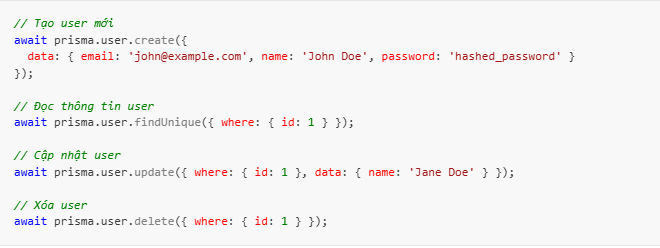 // Tạo user mới
await prisma.user.create({
  data: { email: 'john@example.com', name: 'John Doe', password: 'hashed_password' }
});

// Đọc thông tin user
await prisma.user.findUnique({ where: { id: 1 } });

// Cập nhật user
await prisma.user.update({ where: { id: 1 }, data: { name: 'Jane Doe' } });

// Xóa user
await prisma.user.delete({ where: { id: 1 } });